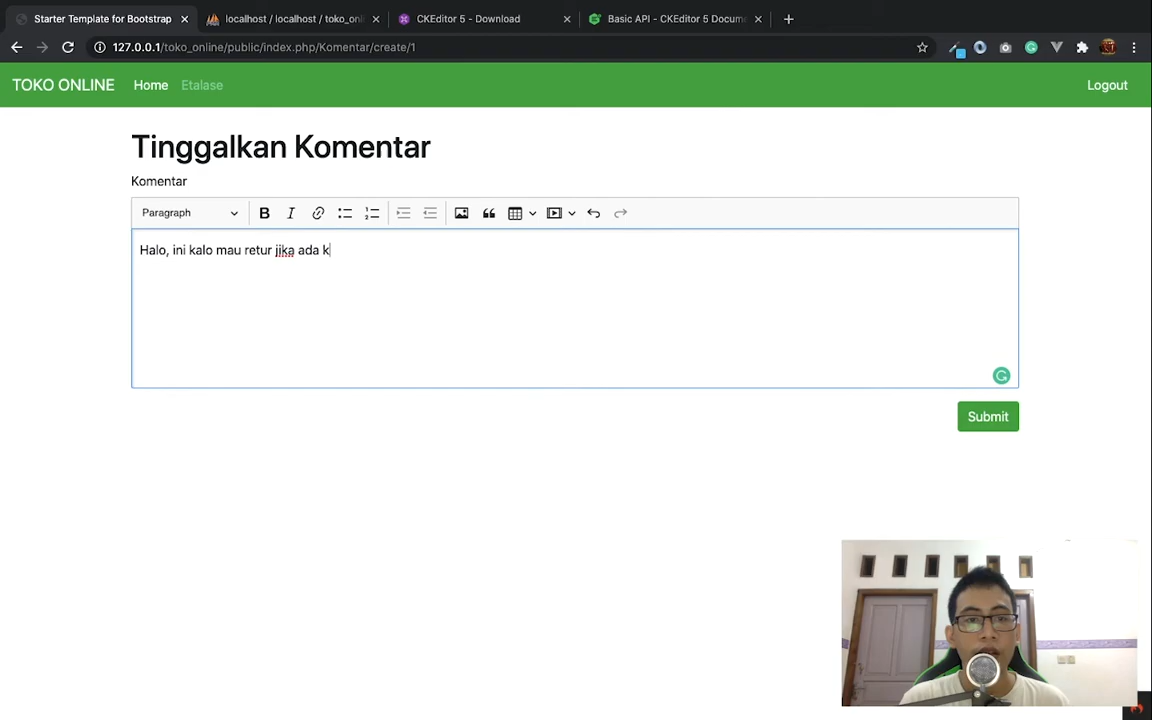 Starter Template for Bootstrap
localhost / localhost / toko_onli
CKEditor 5 - Download
Basic API - CKEditor 5 Docum
127.0.0.1/toko_online/public/index.php/Komentar/create/1
TOKO ONLINE Home Etalase Logout
Tinggalkan Komentar
Komentar
Paragraph B I
Halo, ini kalo mau retur jika ada k
Submit